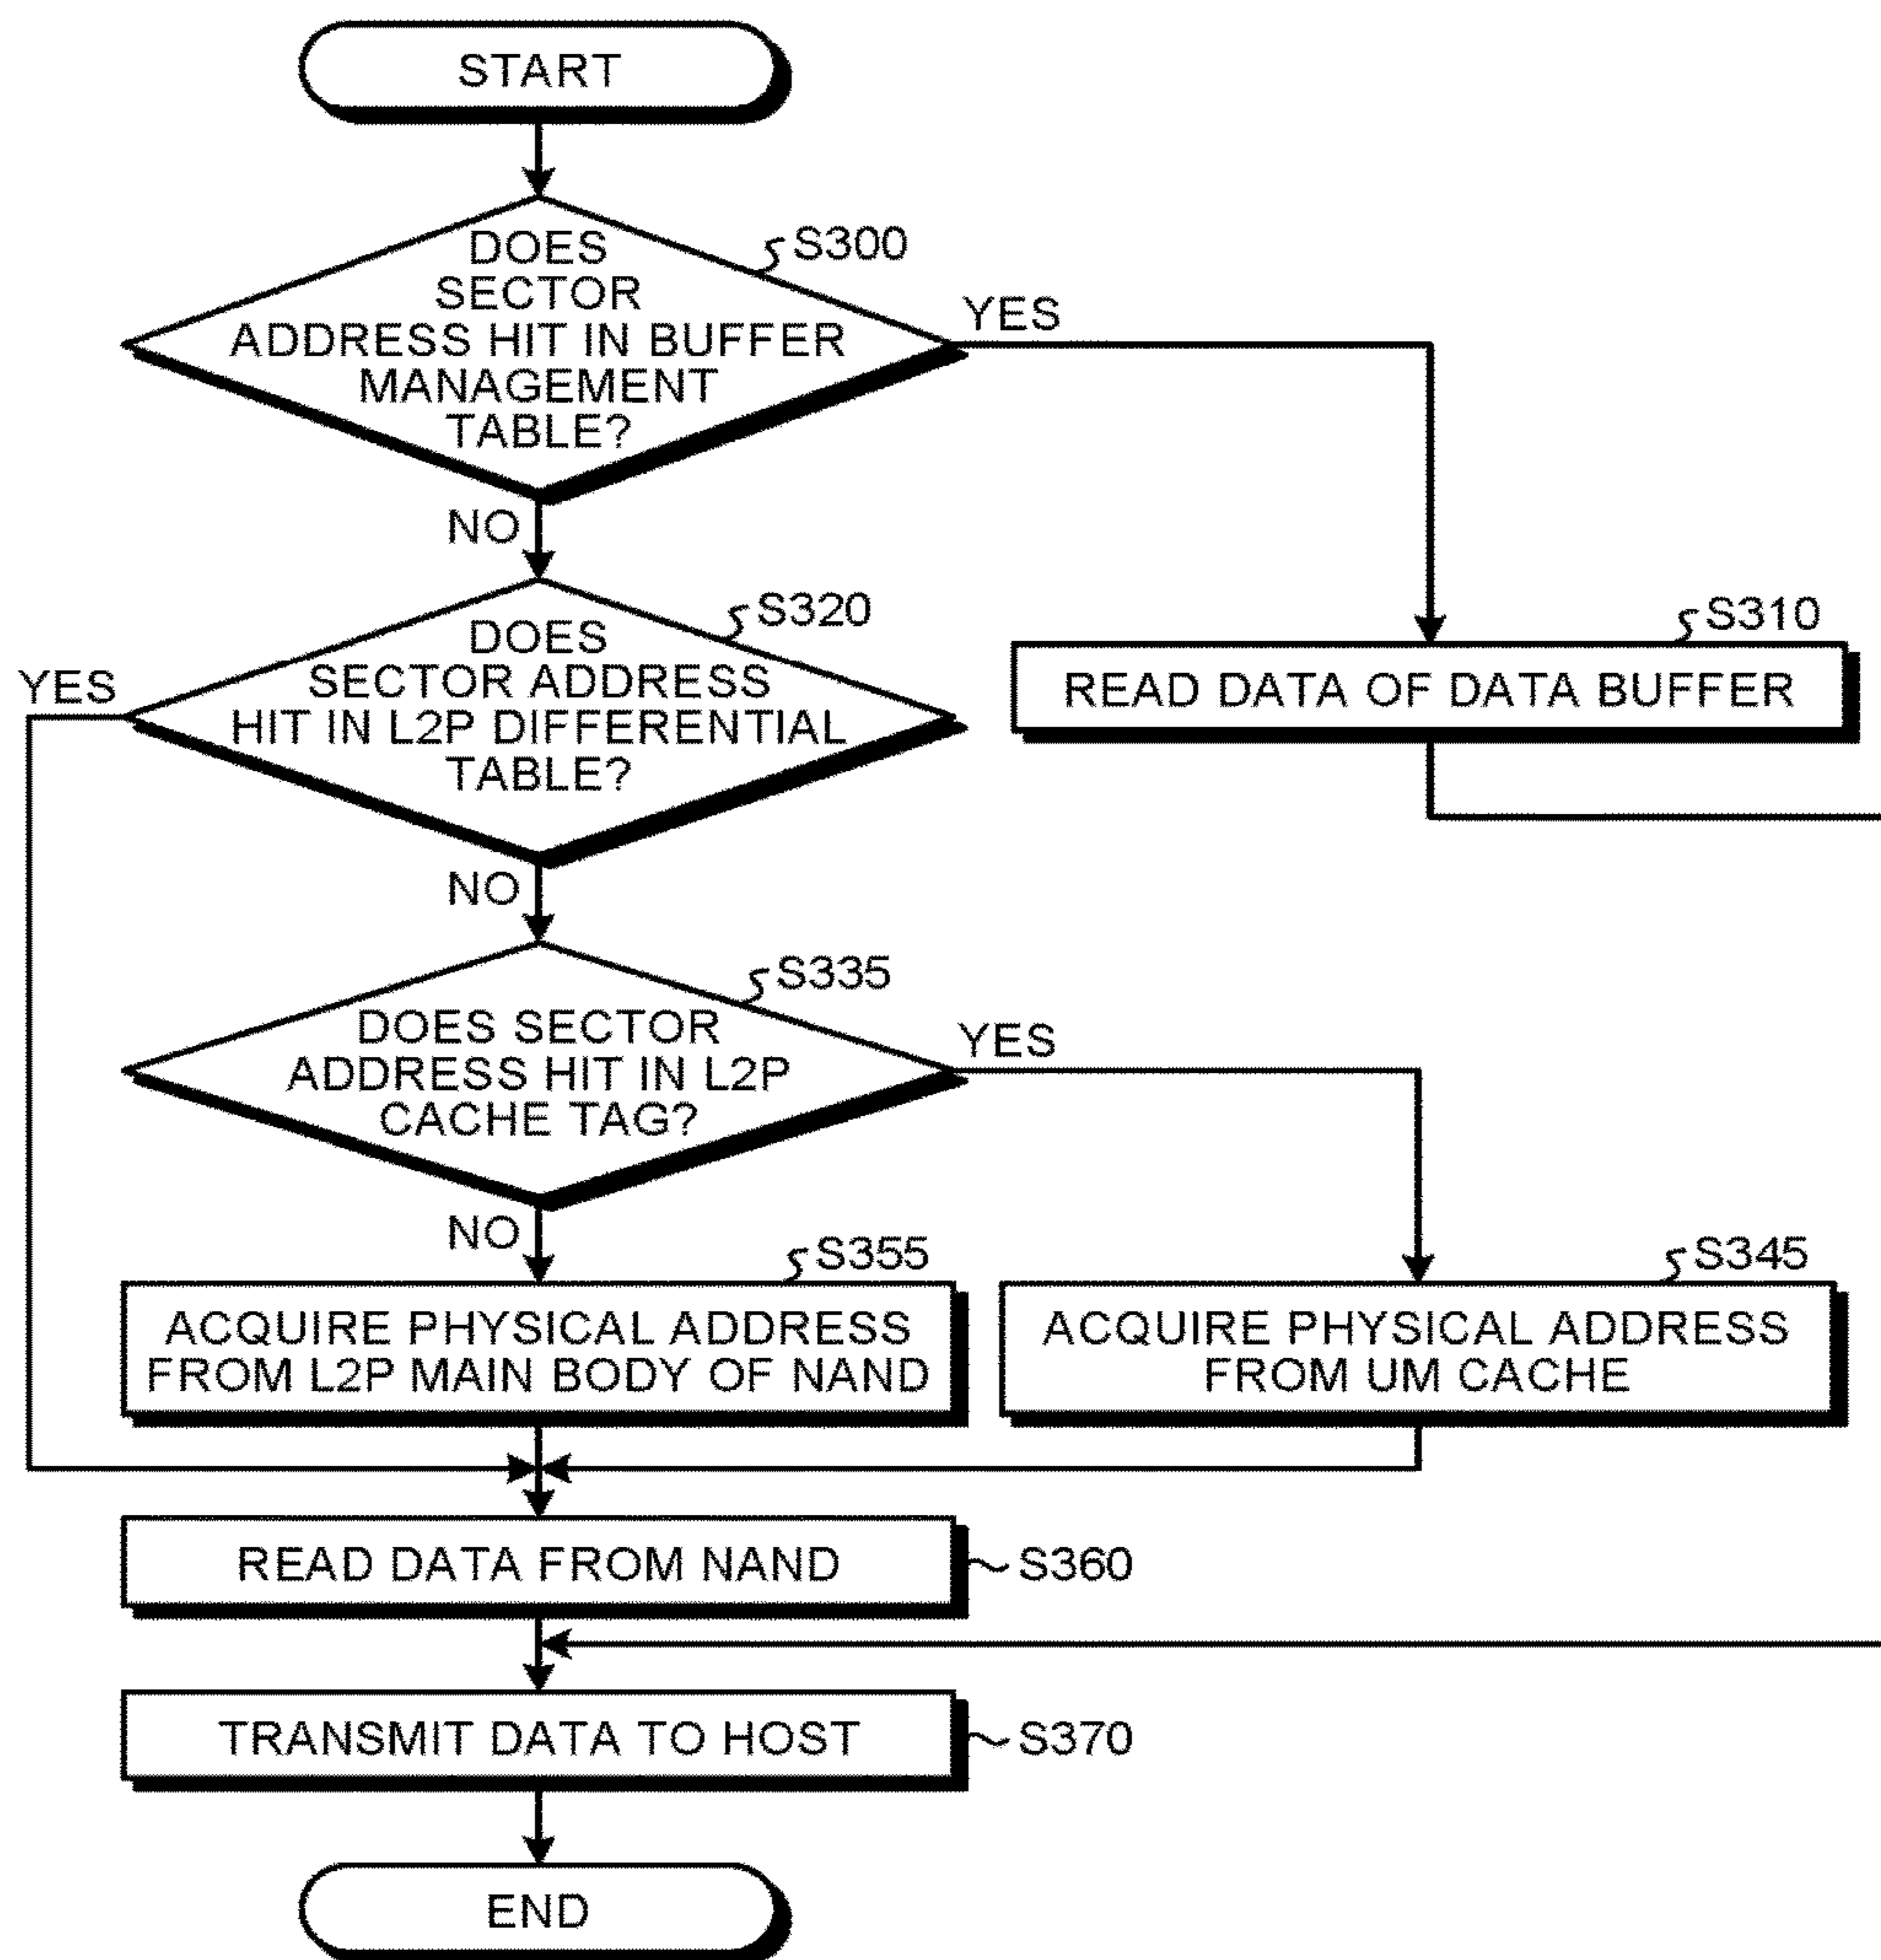 START
S300
DOES
SECTOR
ADDRESS HIT IN BUFFER
MANAGEMENT
TABLE?
YES
NO
S320
DOES
SECTOR ADDRESS
HIT IN L2P DIFFERENTIAL
TABLE?
YES
S310
READ DATA OF DATA BUFFER
NO
S335
DOES SECTOR
ADDRESS HIT IN L2P
CACHE TAG?
YES
NO
S355
ACQUIRE PHYSICAL ADDRESS
FROM L2P MAIN BODY OF NAND
S345
ACQUIRE PHYSICAL ADDRESS
FROM UM CACHE
READ DATA FROM NAND
S360
TRANSMIT DATA TO HOST
S370
END